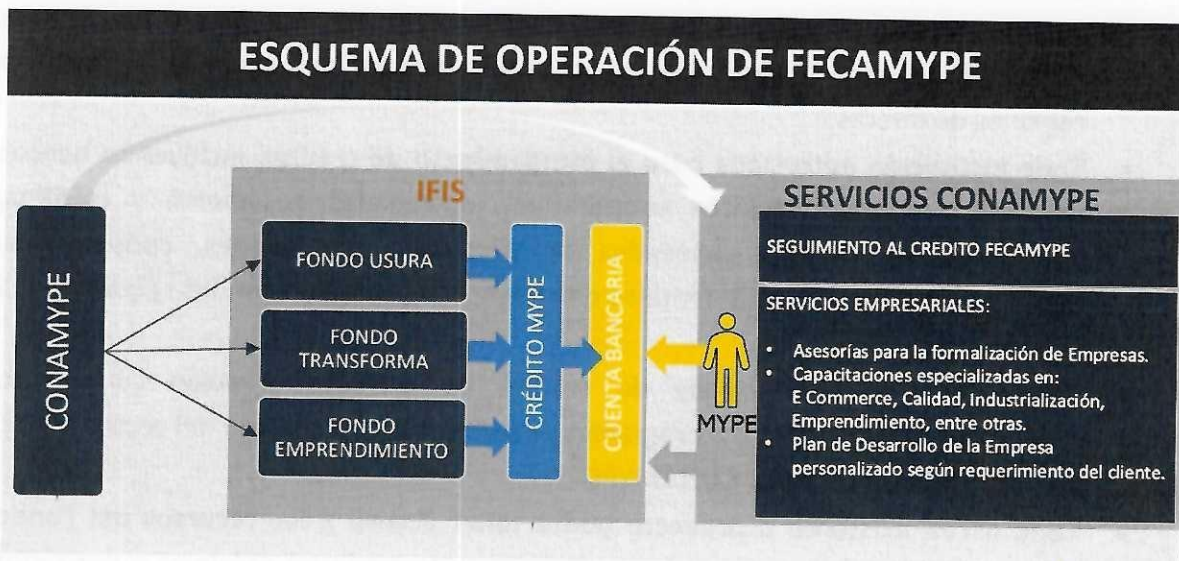 ESQUEMA DE OPERACIÓN DE FECAMYPE
CONAMYPE
IFIS
FONDO USURA
FONDO
TRANSFORMA
FONDO
EMPRENDIMIENTO
CRÉDITO MYPE
CUENTA BANCARIA
MYPE
SERVICIOS CONAMYPE
SEGUIMIENTO AL CREDITO FECAMYPE
SERVICIOS EMPRESARIALES:
• Asesorías para la formalización de Empresas.
• Capacitaciones especializadas en:
E Commerce, Calidad, Industrialización,
Emprendimiento, entre otras.
• Plan de Desarrollo de la Empresa
personalizado según requerimiento del cliente.